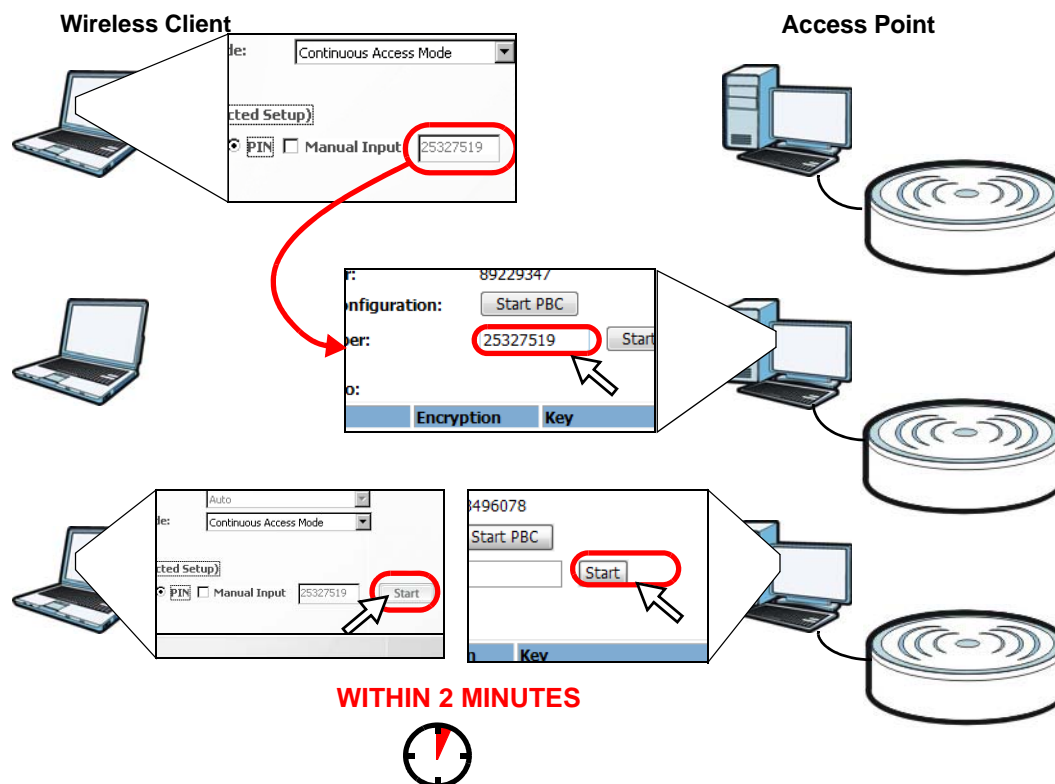 Wireless Client
Access Point
de:
Continuous Access Mode
cted Setup)
PIN
Manual Input
25327519
r:
89229347
onfiguration:
Start PBC
ber:
25327519
Start
o:
Encryption
Key
Auto
de:
Continuous Access Mode
cted Setup)
PIN
Manual Input
25327519
Start
3496078
Start PBC
Start
n
Key
WITHIN 2 MINUTES